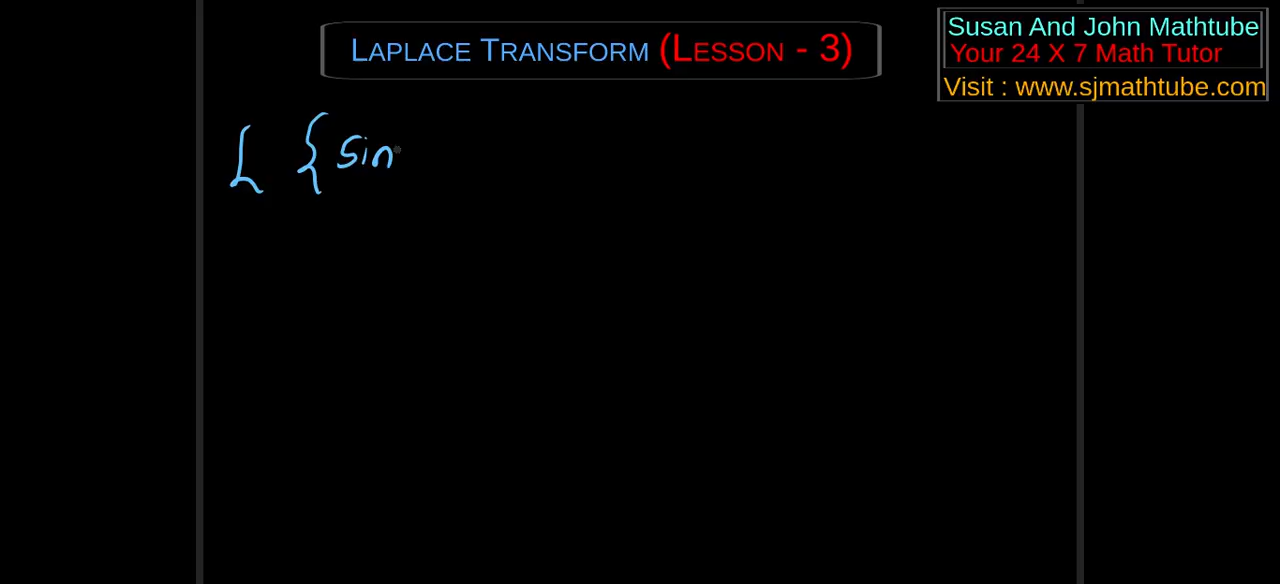 Laplace Transform (Lesson - 3)
Susan And John Mathtube
Your 24 X 7 Math Tutor
Visit : www.sjmathtube.com
L { sin